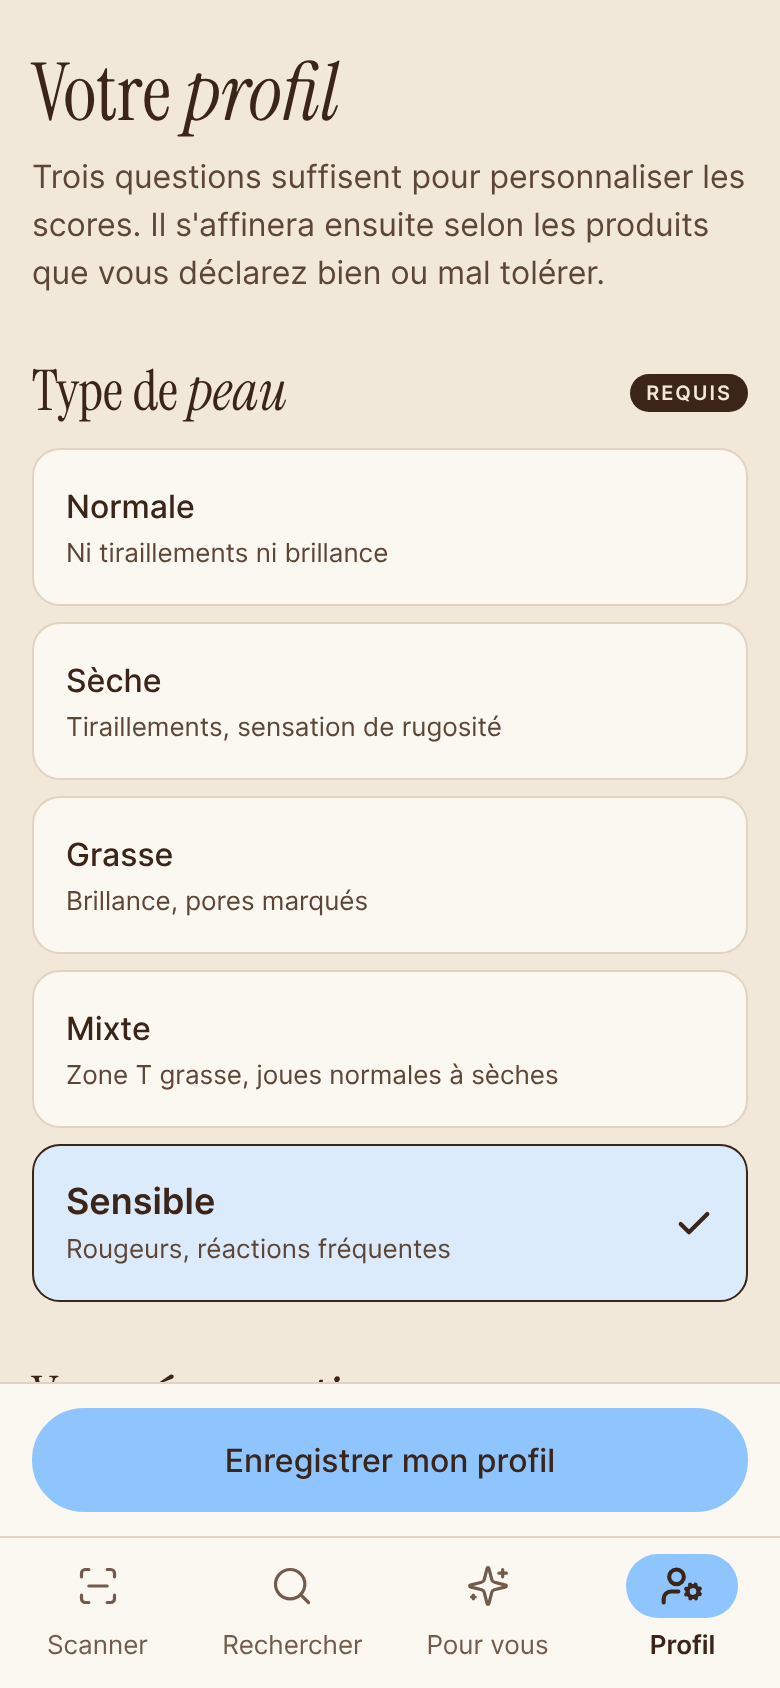 Votre profil
Trois questions suffisent pour personnaliser les
scores. Il s'affinera ensuite selon les produits
que vous déclarez bien ou mal tolérer.
Type de peau
REQUIS
Normale
Ni tiraillements ni brillance
Sèche
Tiraillements, sensation de rugosité
Grasse
Brillance, pores marqués
Mixte
Zone T grasse, joues normales à sèches
Sensible
Rougeurs, réactions fréquentes
Enregistrer mon profil
Scanner
Rechercher
Pour vous
Profil